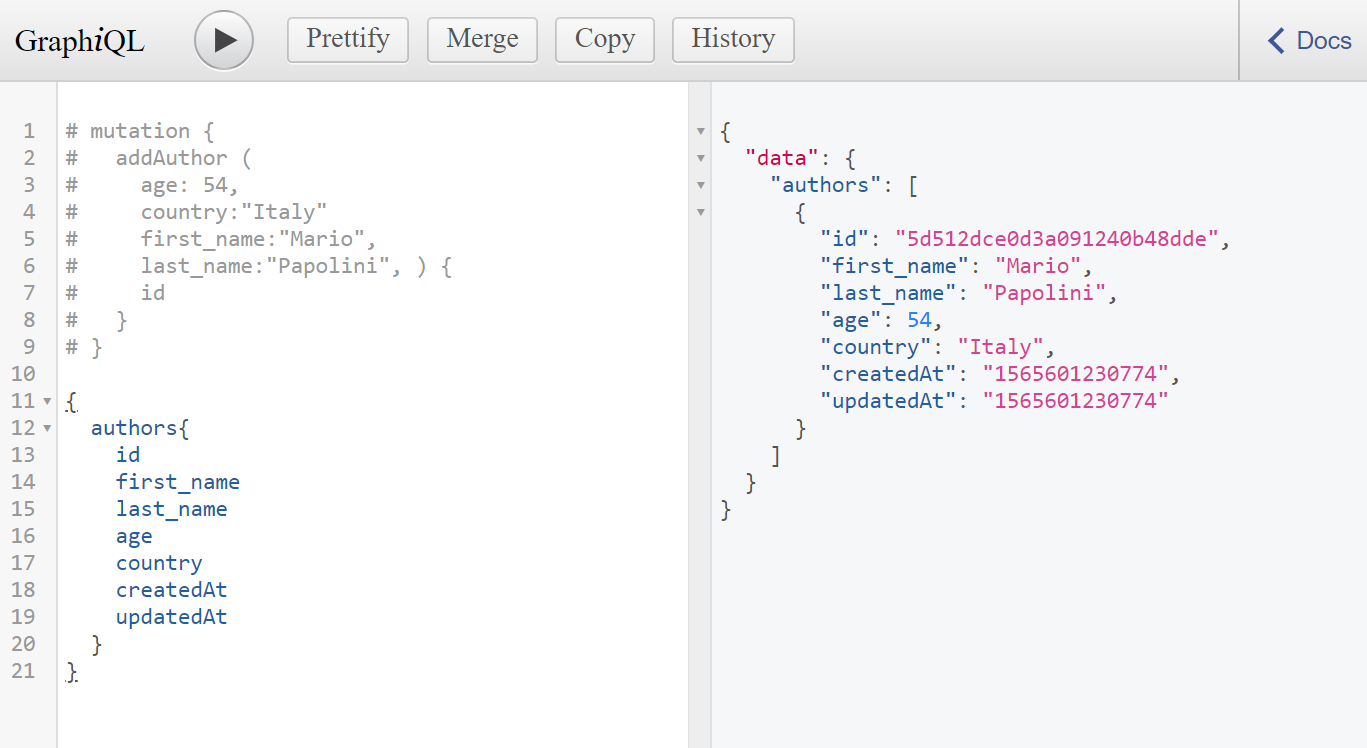 GraphiQL Prettify Merge Copy History Docs
1 # mutation {
2 #   addAuthor (
3 #     age: 54,
4 #     country:"Italy"
5 #     first_name:"Mario",
6 #     last_name:"Papolini", ) {
7 #     id
8 #   }
9 # }
10
11 {
12   authors{
13     id
14     first_name
15     last_name
16     age
17     country
18     createdAt
19     updatedAt
20   }
21 }
{
  "data": {
    "authors": [
      {
        "id": "5d512dce0d3a091240b48dde",
        "first_name": "Mario",
        "last_name": "Papolini",
        "age": 54,
        "country": "Italy",
        "createdAt": "1565601230774",
        "updatedAt": "1565601230774"
      }
    ]
  }
}